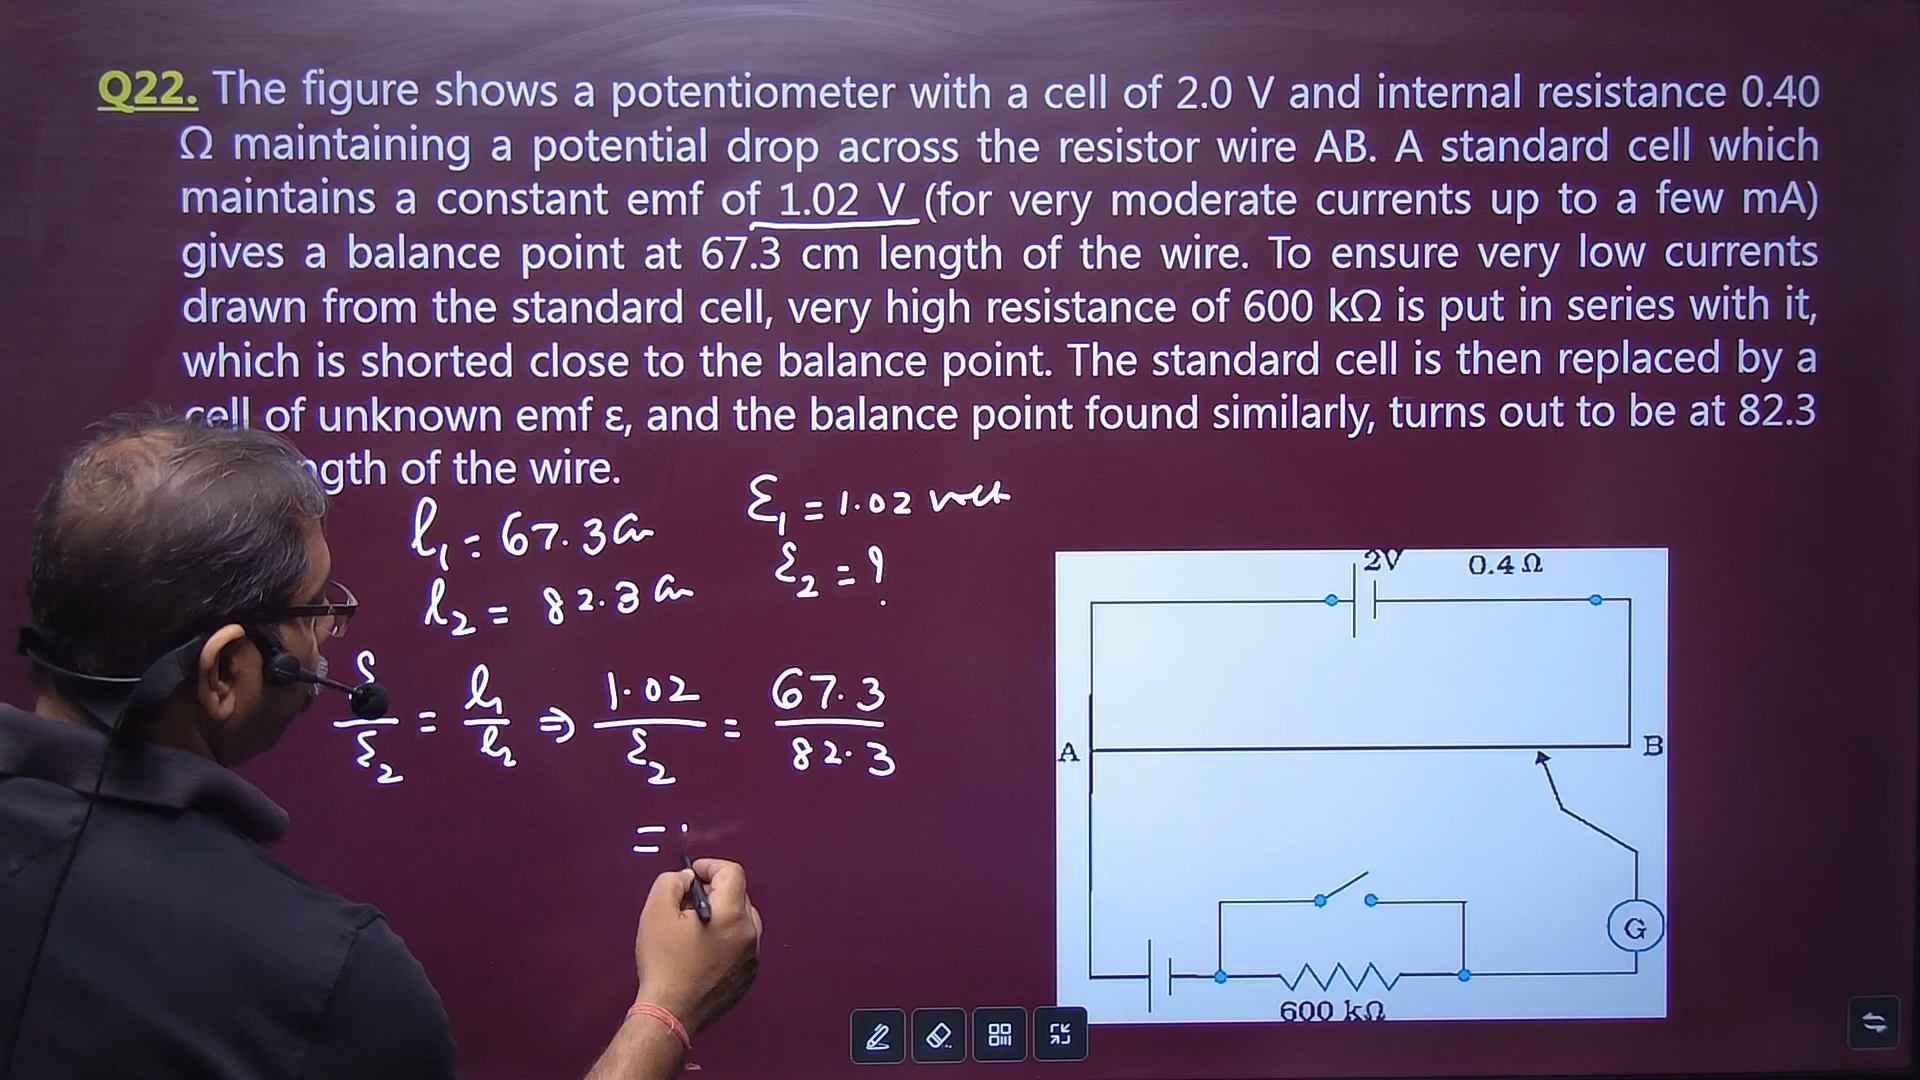 Q22. The figure shows a potentiometer with a cell of 2.0 V and internal resistance 0.40
Ω maintaining a potential drop across the resistor wire AB. A standard cell which
maintains a constant emf of 1.02 V (for very moderate currents up to a few mA)
gives a balance point at 67.3 cm length of the wire. To ensure very low currents
drawn from the standard cell, very high resistance of 600 kΩ is put in series with it,
which is shorted close to the balance point. The standard cell is then replaced by a
cell of unknown emf ε, and the balance point found similarly, turns out to be at 82.3
of the wire.
l₁ = 67.3 cm
l₂ = 82.3 cm
Ɛ₁ = 1.02 volt
Ɛ₂ = ?
/ Ɛ₂ = l₁ / l₂ ⇒ 1.02 / Ɛ₂ = 67.3 / 82.3
=
2V
0.4 Ω
A
B
G
600 kΩ